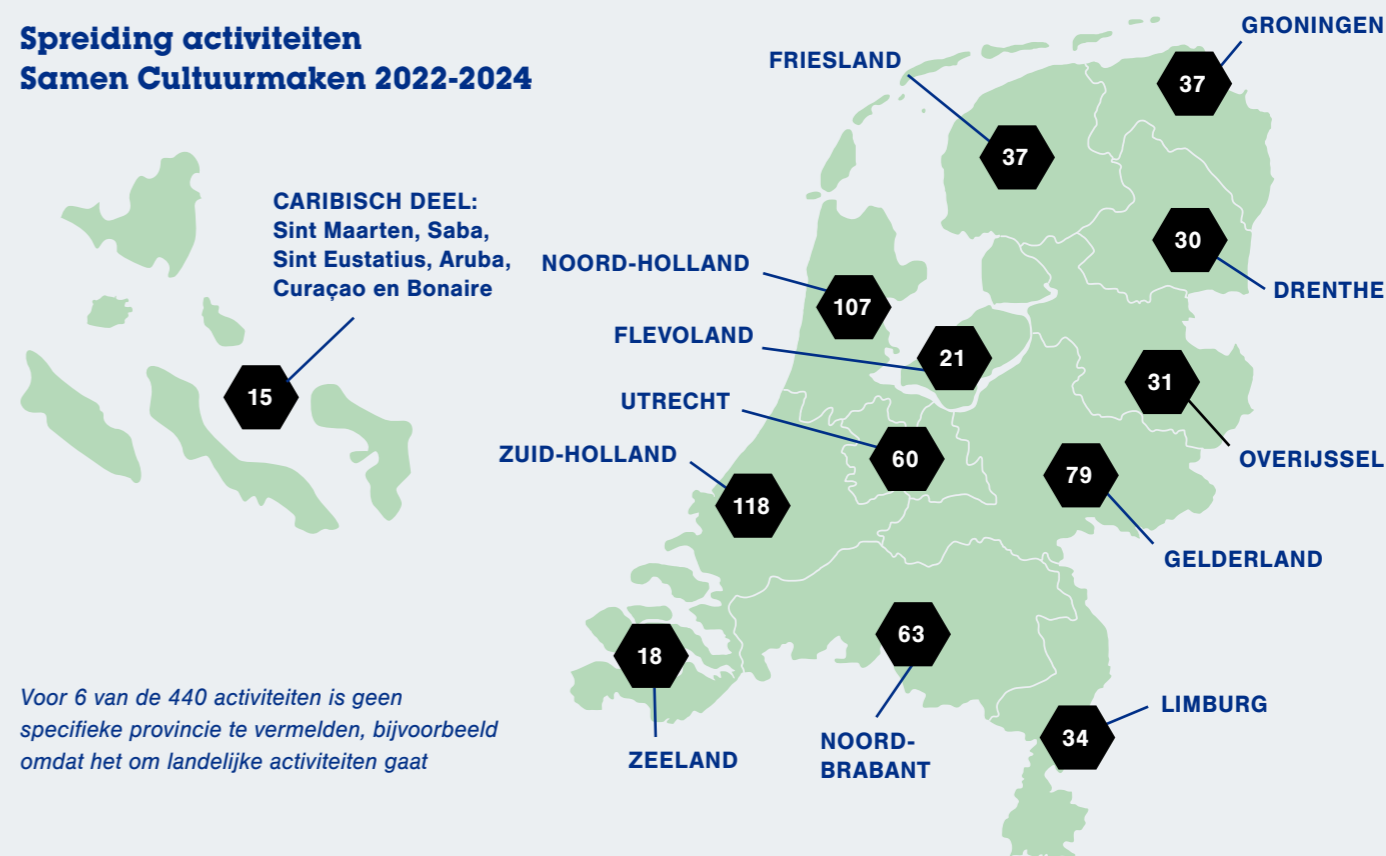 Spreiding activiteiten
Samen Cultuurmaken 2022-2024
CARIBISCH DEEL:
Sint Maarten, Saba,
Sint Eustatius, Aruba,
Curaçao en Bonaire
15
GRONINGEN
37
FRIESLAND
37
30
DRENTHE
NOORD-HOLLAND
107
FLEVOLAND
21
31
OVERIJSSEL
UTRECHT
60
ZUID-HOLLAND
118
79
GELDERLAND
63
NOORD-
BRABANT
18
ZEELAND
LIMBURG
34
Voor 6 van de 440 activiteiten is geen
specifieke provincie te vermelden, bijvoorbeeld
omdat het om landelijke activiteiten gaat